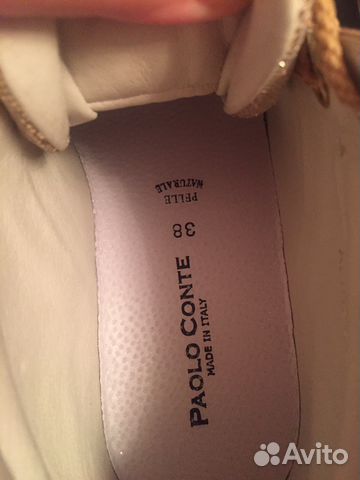 PELLE
NATURALE
38
PAOLO CONTE
MADE IN ITALY
Avito